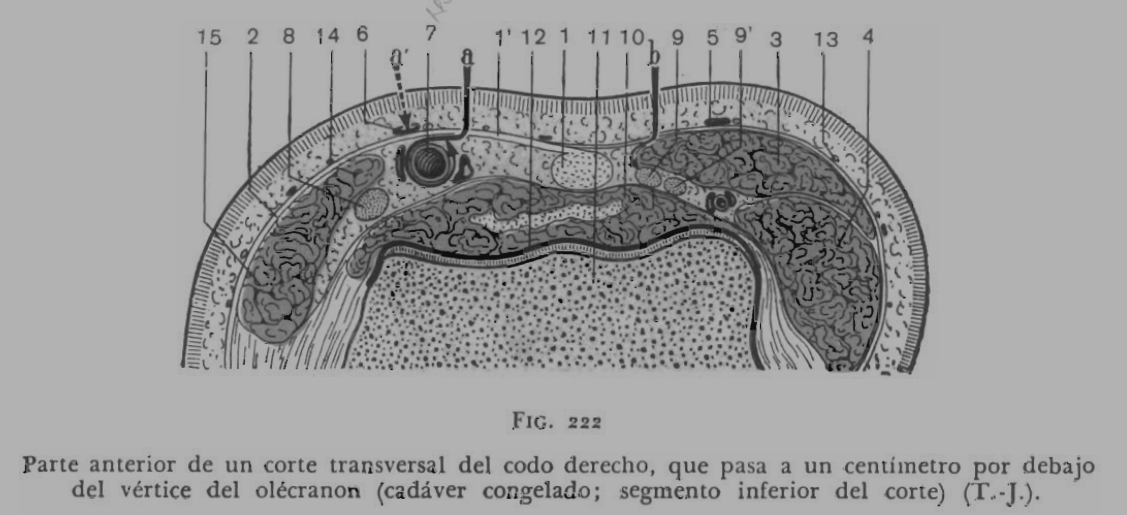 15 2 8 14 6 7 1' 12 1 11 10 9 5 9' 3 13 4
a' a b
FIG. 222
Parte anterior de un corte transversal del codo derecho, que pasa a un centímetro por debajo
del vértice del olécranon (cadáver congelado; segmento inferior del corte) (T.-J.).